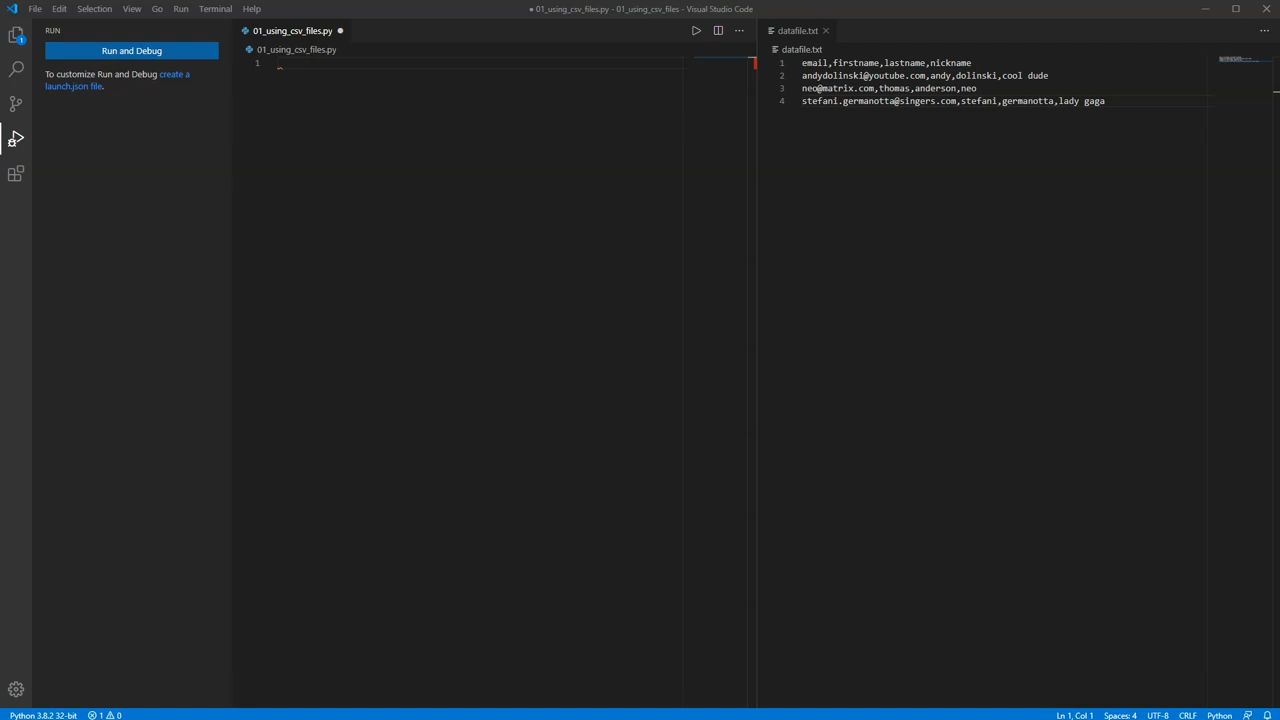 File Edit Selection View Go Run Terminal Help
● 01_using_csv_files.py - 01_using_csv_files - Visual Studio Code
1
RUN
Run and Debug
To customize Run and Debug create a
launch.json file.
01_using_csv_files.py
01_using_csv_files.py
1
datafile.txt
datafile.txt
1 email,firstname,lastname,nickname
2 andydolinski@youtube.com,andy,dolinski,cool dude
3 neo@matrix.com,thomas,anderson,neo
4 stefani.germanotta@singers.com,stefani,germanotta,lady gaga
Python 3.8.2 32-bit 1 0 Ln 1, Col 1 Spaces: 4 UTF-8 CRLF Python